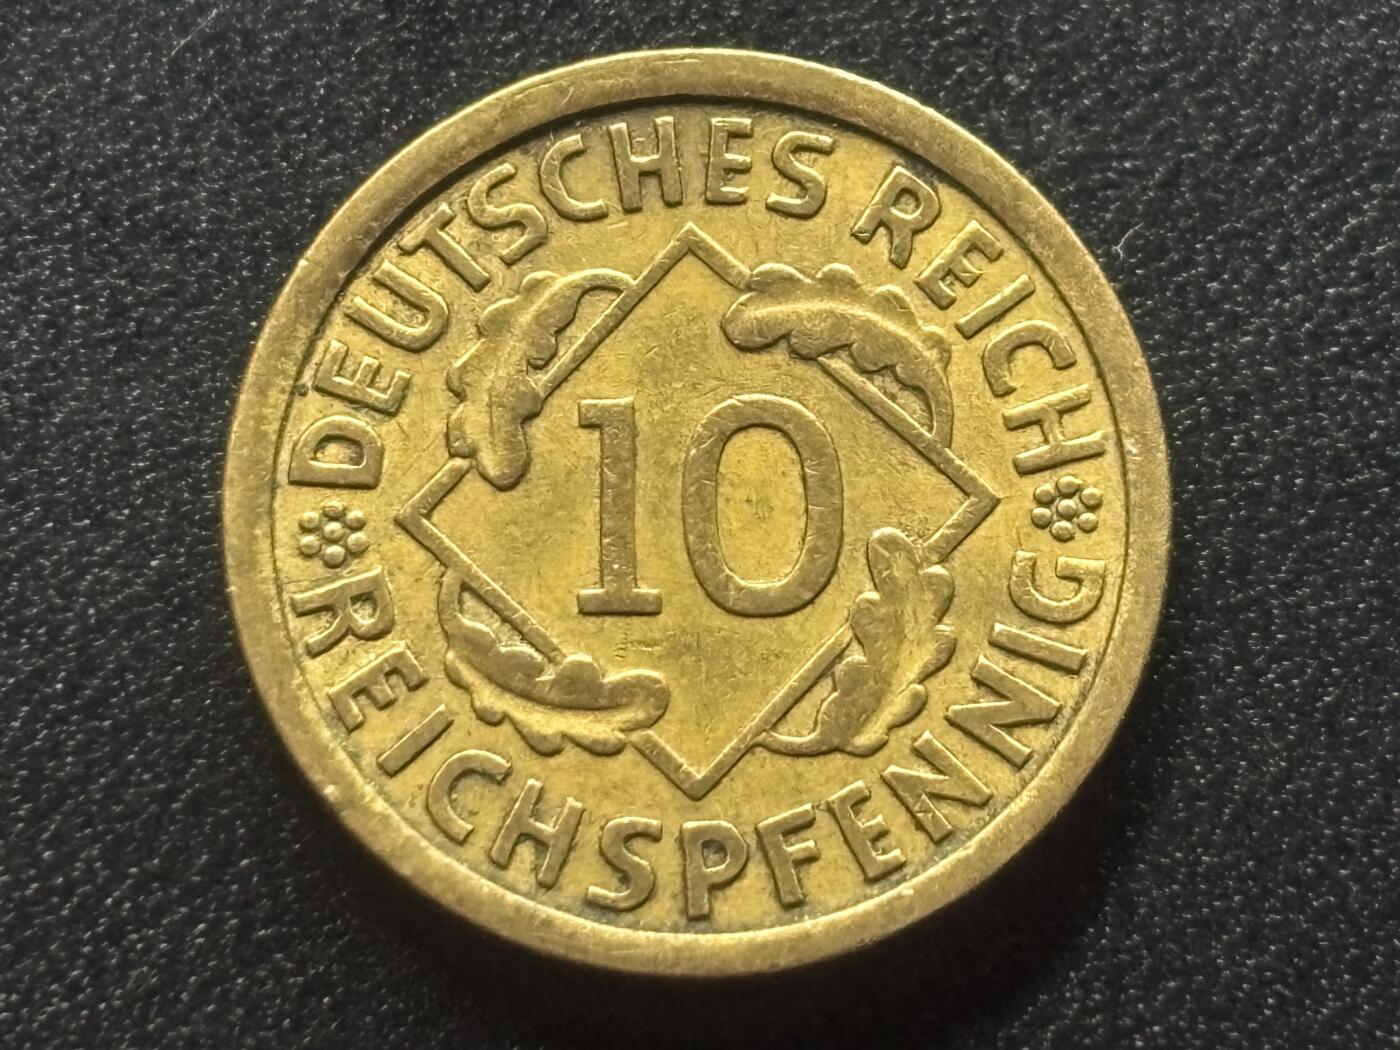 DEUTSCHES REICH
10
REICHSPFENNIG